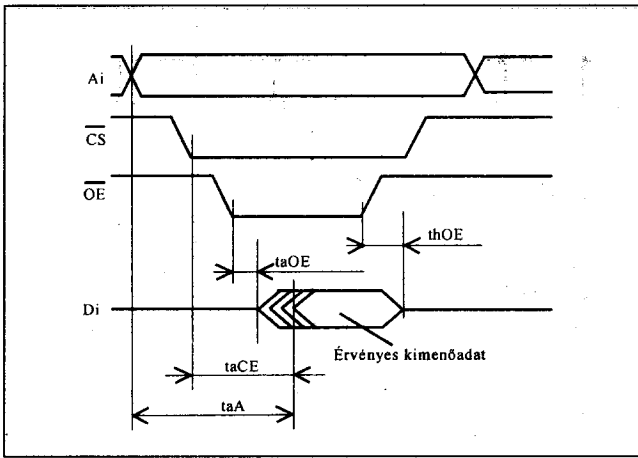 Ai
CS
OE
thOE
taOE
Di
Érvényes kimenőadat
taCE
taA